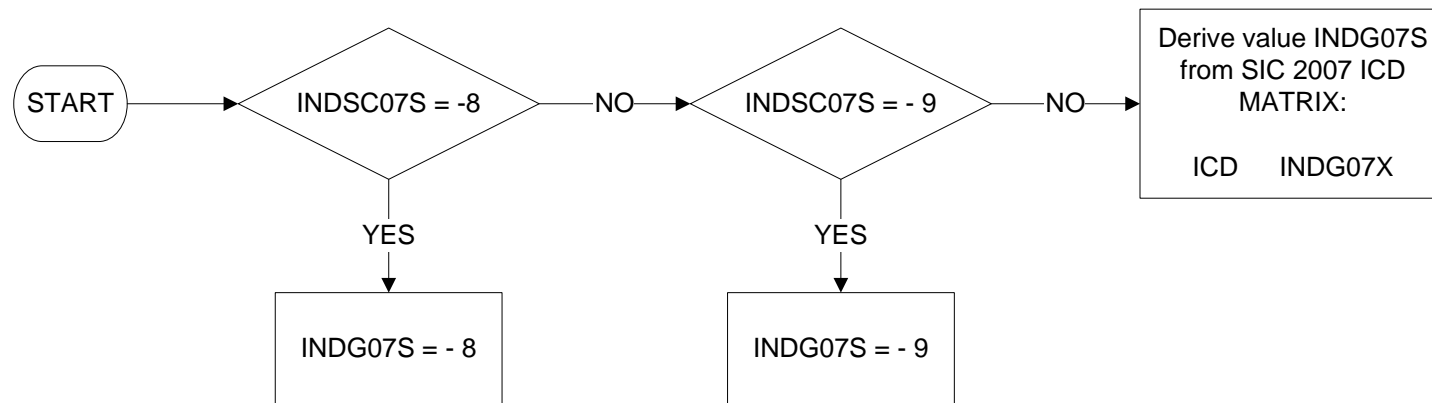 START
INDSC07S = -8
NO
INDSC07S = - 9
NO
Derive value INDG07S
from SIC 2007 ICD
MATRIX:
ICD INDG07X
YES
YES
INDG07S = - 8
INDG07S = - 9